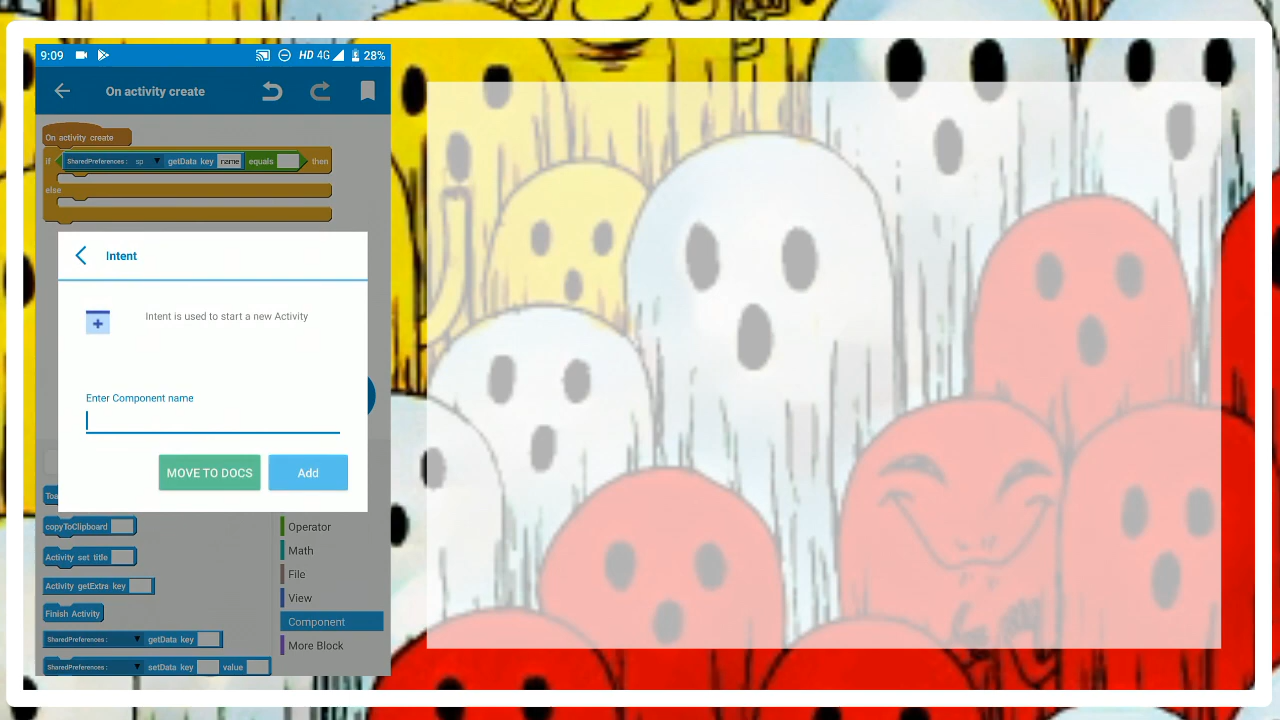 9:09 HD 4G 28%
On activity create
On activity create
if SharedPreferences: sp getData key name equals then
else
Intent
Intent is used to start a new Activity
Enter Component name
MOVE TO DOCS Add
copyToClipboard
Activity set title
Activity getExtra key
Finish Activity
SharedPreferences: getData key
SharedPreferences: setData key value
Operator
Math
File
View
Component
More Block